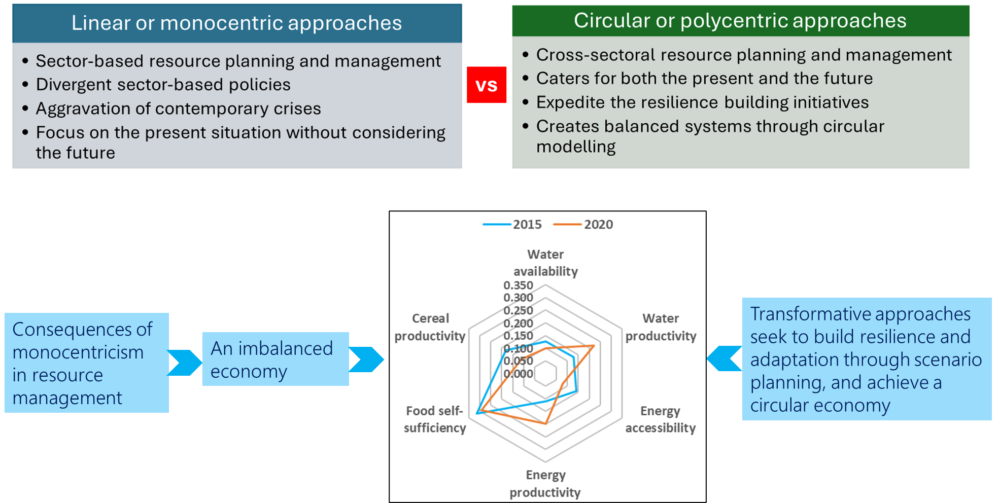 Linear or monocentric approaches
• Sector-based resource planning and management
• Divergent sector-based policies
• Aggravation of contemporary crises
• Focus on the present situation without considering
the future
vs
Circular or polycentric approaches
• Cross-sectoral resource planning and management
• Caters for both the present and the future
• Expedite the resilience building initiatives
• Creates balanced systems through circular
modelling
Consequences of
monocentricism
in resource
management
An imbalanced
economy
2015 2020
Water
availability
0.350
0.300
0.250
0.200
0.150
0.100
0.050
0.000
Water
productivity
Energy
accessibility
Energy
productivity
Food self-
sufficiency
Cereal
productivity
Transformative approaches
seek to build resilience and
adaptation through scenario
planning, and achieve a
circular economy